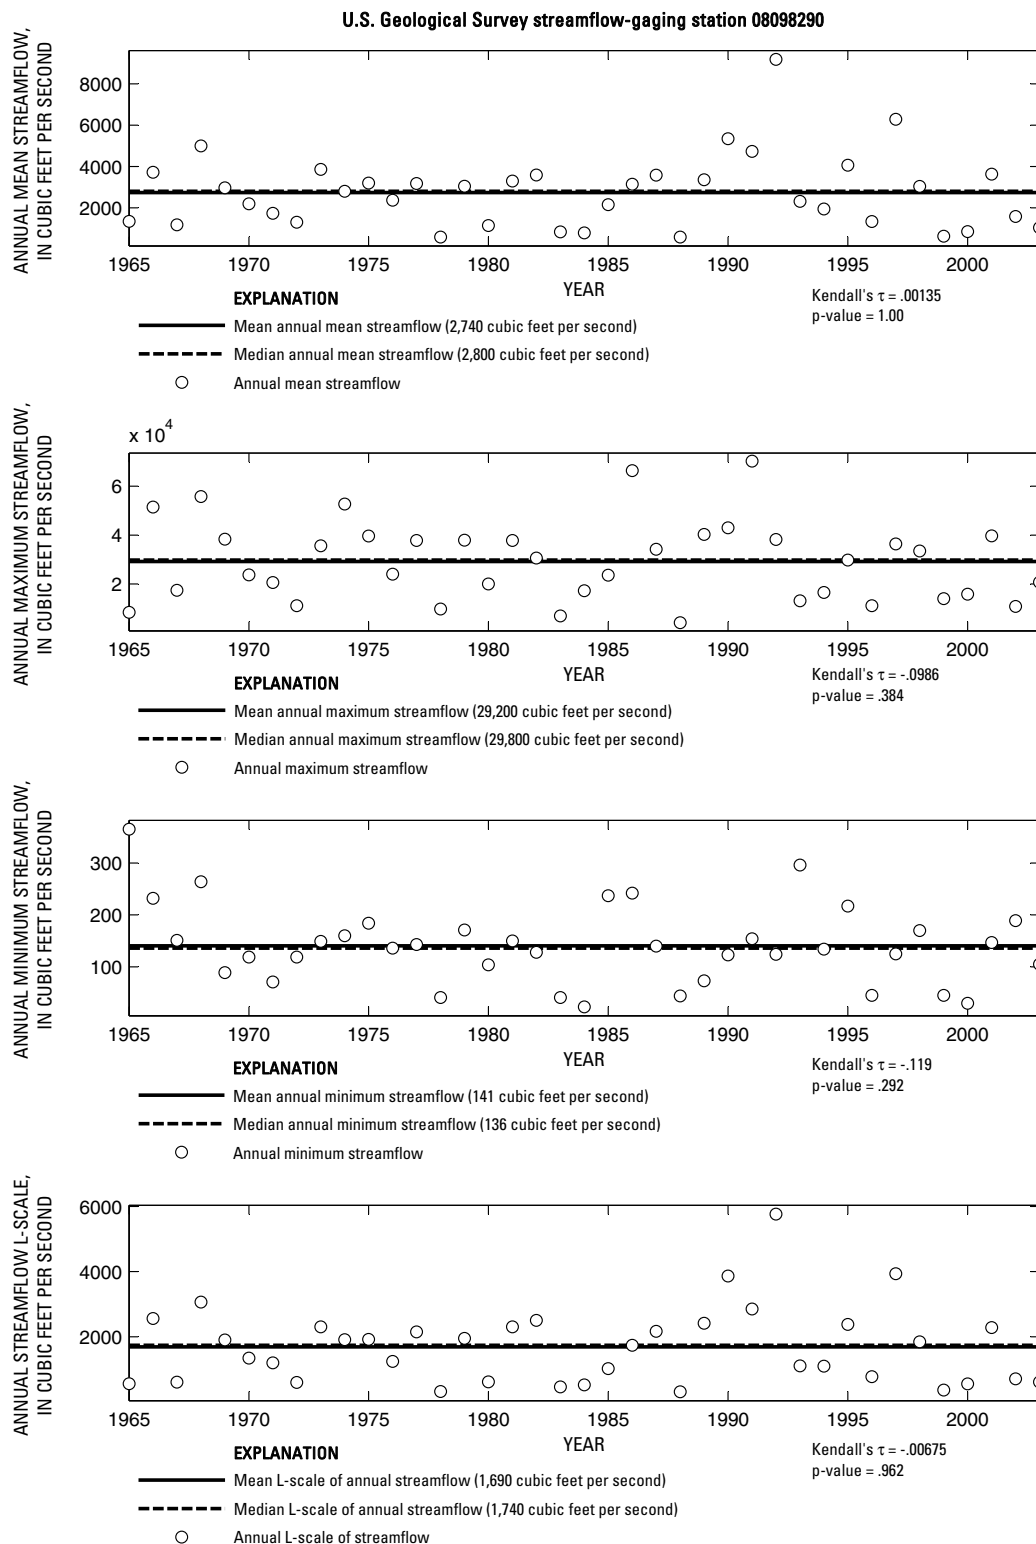 U.S. Geological Survey streamflow-gaging station 08098290
ANNUAL MEAN STREAMFLOW,
IN CUBIC FEET PER SECOND
8000
6000
4000
2000
1965 1970 1975 1980 1985 1990 1995 2000
YEAR
EXPLANATION
Mean annual mean streamflow (2,740 cubic feet per second)
Median annual mean streamflow (2,800 cubic feet per second)
Annual mean streamflow
Kendall's τ = .00135
p-value = 1.00
ANNUAL MAXIMUM STREAMFLOW,
IN CUBIC FEET PER SECOND
x 10^4
6
4
2
1965 1970 1975 1980 1985 1990 1995 2000
YEAR
EXPLANATION
Mean annual maximum streamflow (29,200 cubic feet per second)
Median annual maximum streamflow (29,800 cubic feet per second)
Annual maximum streamflow
Kendall's τ = -.0986
p-value = .384
ANNUAL MINIMUM STREAMFLOW,
IN CUBIC FEET PER SECOND
300
200
100
1965 1970 1975 1980 1985 1990 1995 2000
YEAR
EXPLANATION
Mean annual minimum streamflow (141 cubic feet per second)
Median annual minimum streamflow (136 cubic feet per second)
Annual minimum streamflow
Kendall's τ = -.119
p-value = .292
ANNUAL STREAMFLOW L-SCALE,
IN CUBIC FEET PER SECOND
6000
4000
2000
1965 1970 1975 1980 1985 1990 1995 2000
YEAR
EXPLANATION
Mean L-scale of annual streamflow (1,690 cubic feet per second)
Median L-scale of annual streamflow (1,740 cubic feet per second)
Annual L-scale of streamflow
Kendall's τ = -.00675
p-value = .962